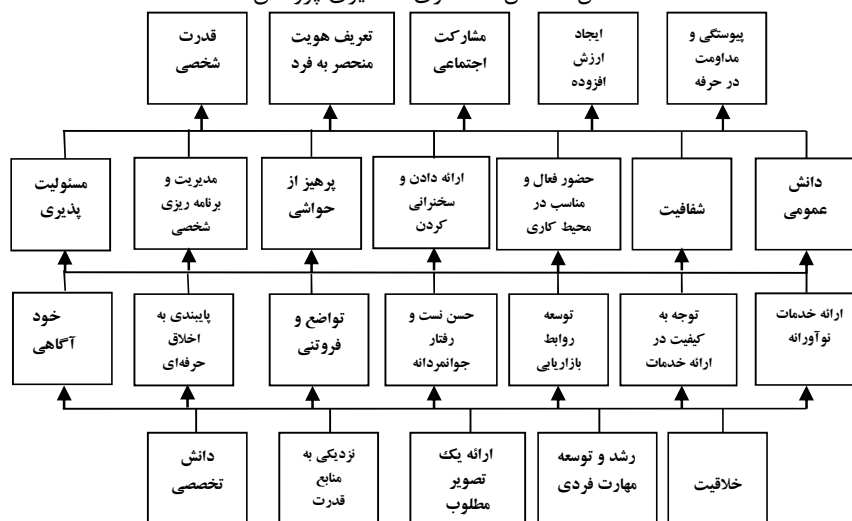 پیوستگی و
مداومت
در حرفه
ایجاد
ارزش
افزوده
مشارکت
اجتماعی
تعریف هویت
منحصر به فرد
قدرت
شخصی
دانش
عمومی
شفافیت
حضور فعال و
مناسب در
محیط کاری
ارائه دادن و
سخنرانی
کردن
پرهیز از
حواشی
مدیریت و
برنامه ریزی
شخصی
مسئولیت
پذیری
ارائه خدمات
نوآورانه
توجه به
کیفیت در
ارائه خدمات
توسعه
روابط
بازاریابی
حسن نست و
رفتار
جوانمردانه
تواضع و
فروتنی
پایبندی به
اخلاق
حرفه‌ای
خود
آگاهی
خلاقیت
رشد و توسعه
مهارت فردی
ارائه یک
تصویر
مطلوب
نزدیکی به
منابع
قدرت
دانش
تخصصی